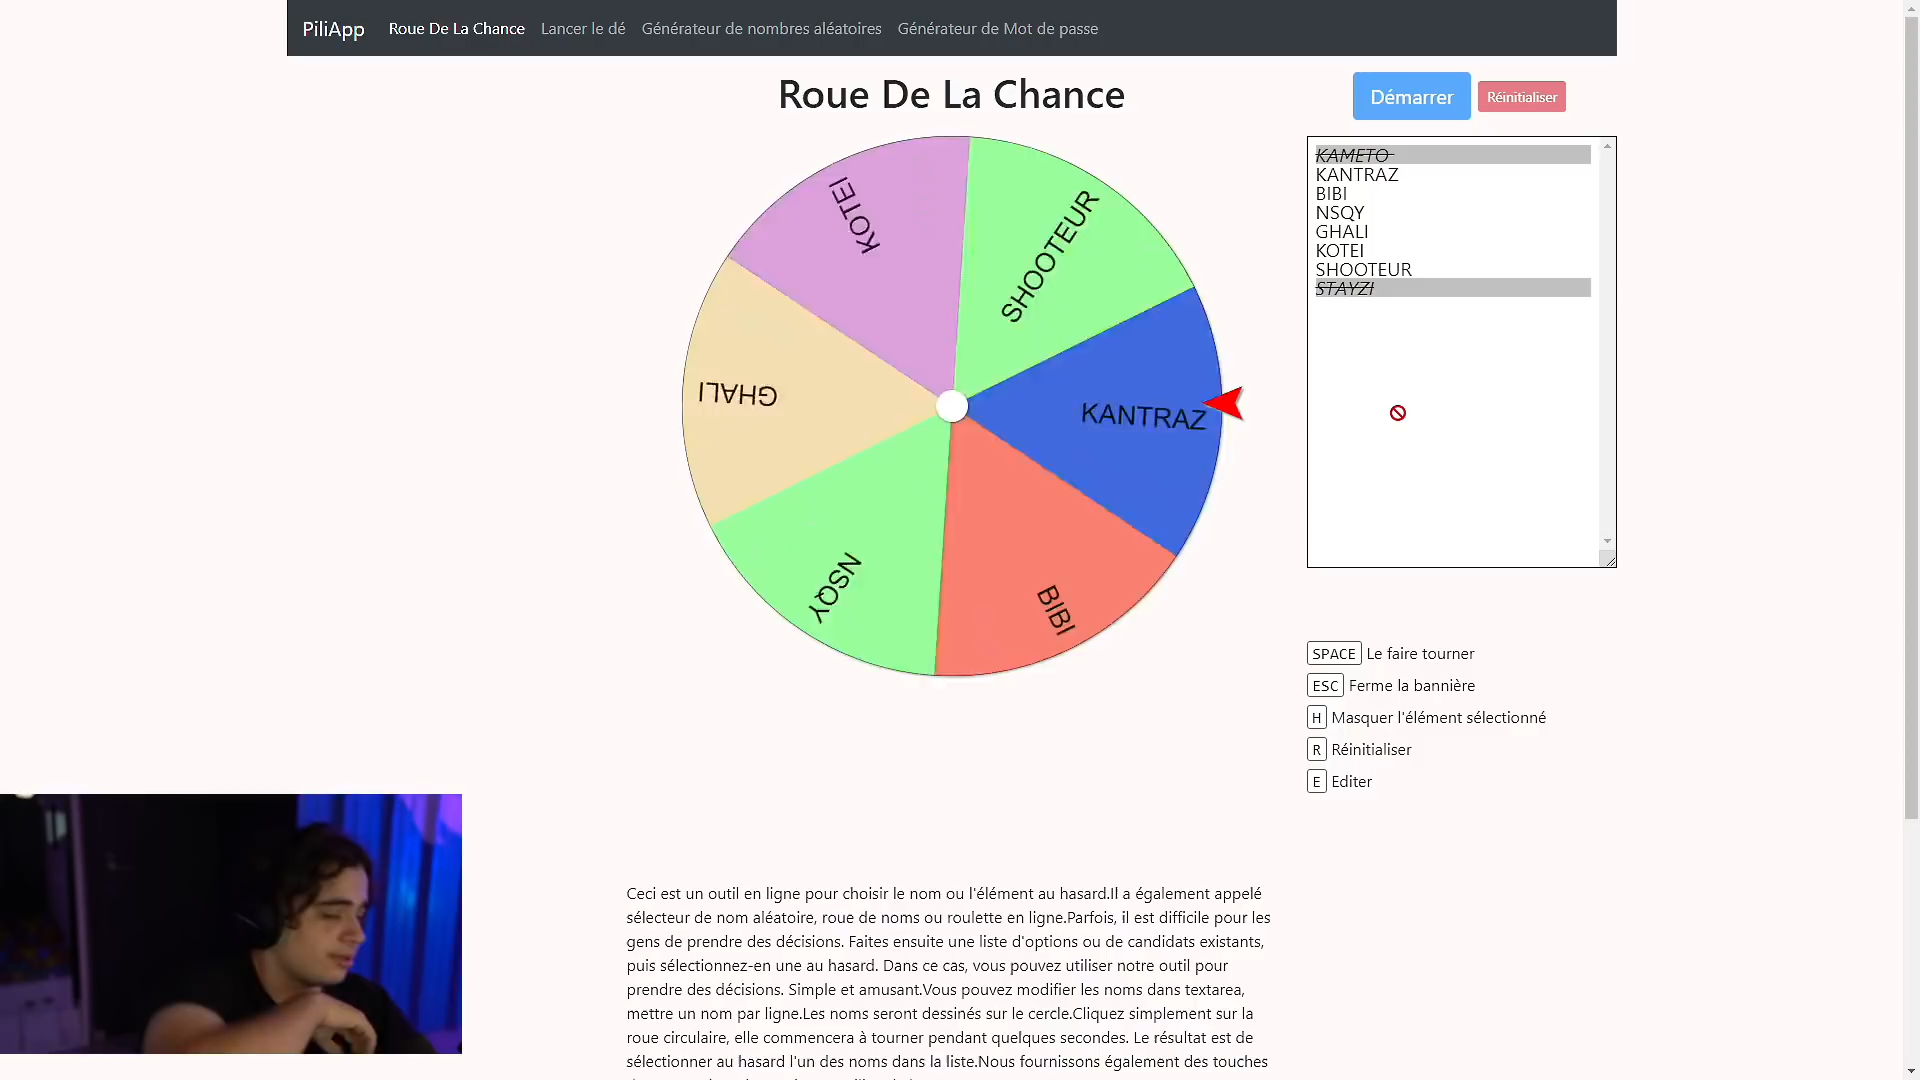 PiliApp Roue De La Chance Lancer le dé Générateur de nombres aléatoires Générateur de Mot de passe
Roue De La Chance
Démarrer
Réinitialiser
KOTEI
SHOOTEUR
GHALI
KANTRAZ
NSQY
BIBI
KAMETO
KANTRAZ
BIBI
NSQY
GHALI
KOTEI
SHOOTEUR
STAYZI
SPACE Le faire tourner
ESC Ferme la bannière
H Masquer l'élément sélectionné
R Réinitialiser
E Editer
Ceci est un outil en ligne pour choisir le nom ou l'élément au hasard.Il a également appelé
sélecteur de nom aléatoire, roue de noms ou roulette en ligne.Parfois, il est difficile pour les
gens de prendre des décisions. Faites ensuite une liste d'options ou de candidats existants,
puis sélectionnez-en une au hasard. Dans ce cas, vous pouvez utiliser notre outil pour
prendre des décisions. Simple et amusant.Vous pouvez modifier les noms dans textarea,
mettre un nom par ligne.Les noms seront dessinés sur le cercle.Cliquez simplement sur la
roue circulaire, elle commencera à tourner pendant quelques secondes. Le résultat est de
sélectionner au hasard l'un des noms dans la liste.Nous fournissons également des touches